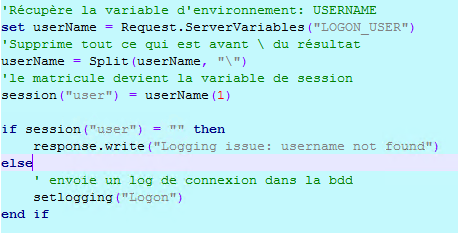 'Récupère la variable d'environnement: USERNAME
set userName = Request.ServerVariables("LOGON_USER")
'Supprime tout ce qui est avant \ du résultat
userName = Split(userName, "\")
'le matricule devient la variable de session
session("user") = userName(1)
if session("user") = "" then
response.write("Logging issue: username not found")
else
' envoie un log de connexion dans la bdd
setlogging("Logon")
end if